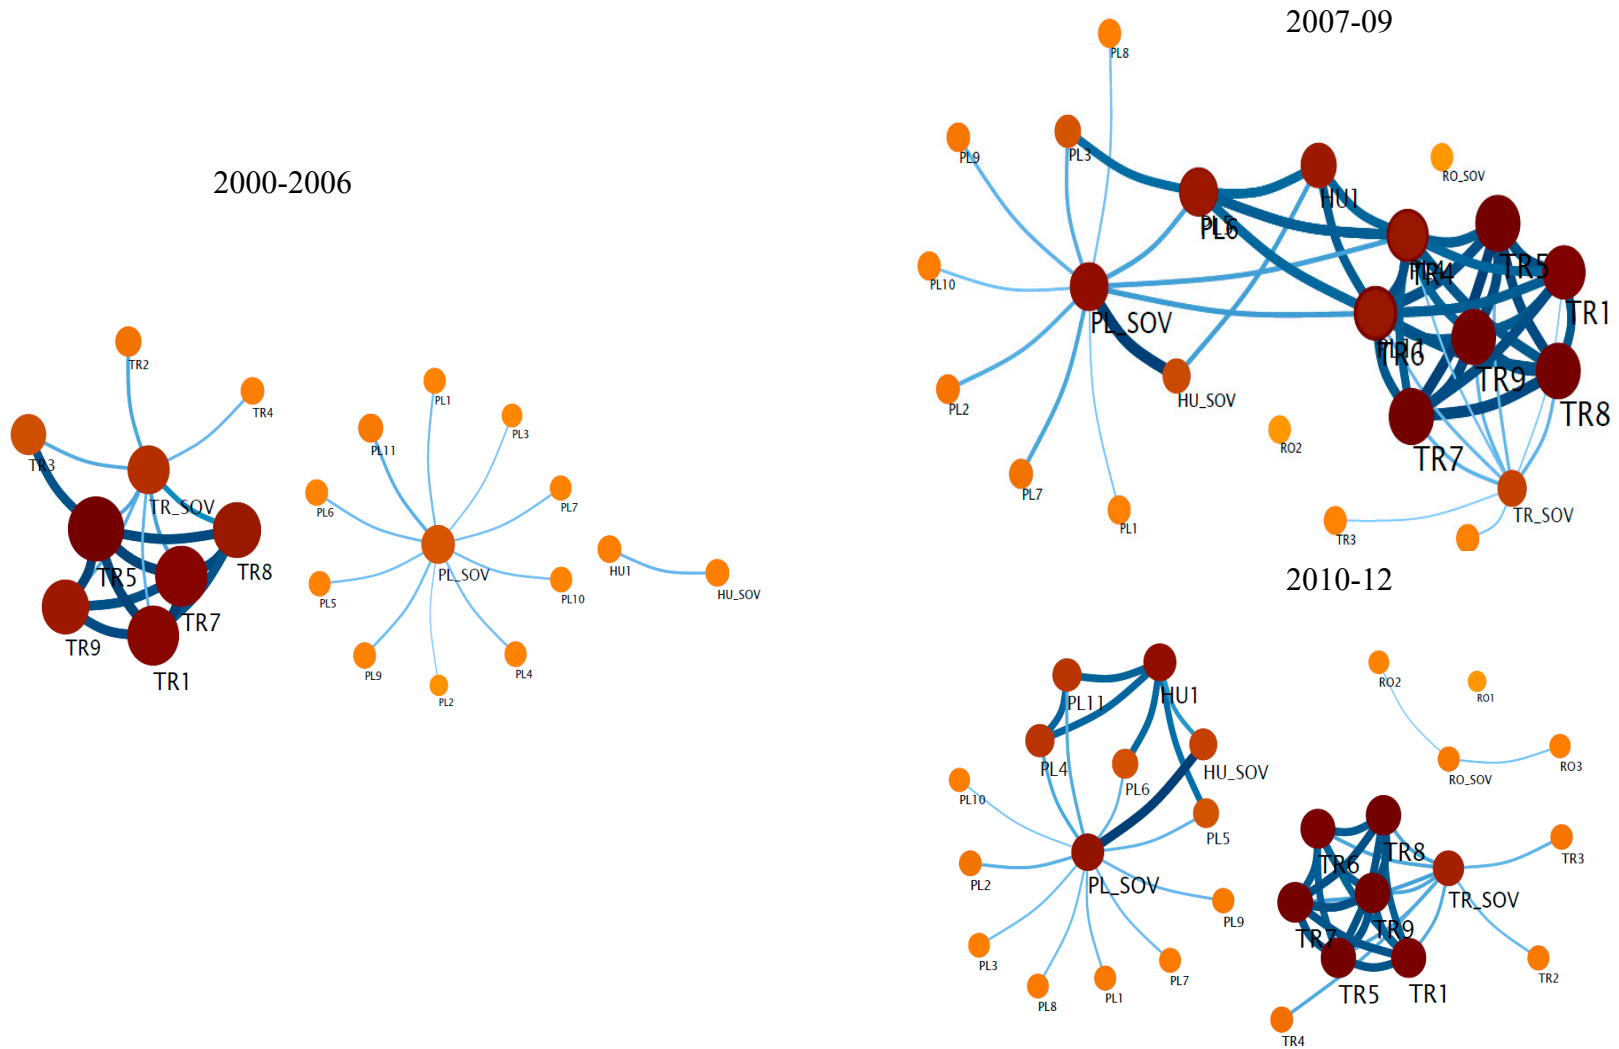 2000-2006
TR2
TR4
TR3
TR_SOV
TR5
TR8
TR7
TR9
TR1
PL1
PL3
PL11
PL6
PL7
PL_SOV
PL5
PL10
PL9
PL4
PL2
HU1
HU_SOV
2007-09
PL8
PL9
PL3
RO_SOV
HU1
PL6
PL10
TR4
TR5
TR1
PL_SOV
TR6
TR9
HU_SOV
TR8
PL2
RO2
TR7
PL7
PL1
TR_SOV
TR3
2010-12
PL11
HU1
PL4
PL6
HU_SOV
PL10
PL5
PL_SOV
PL2
PL9
PL3
PL7
PL8
PL1
RO2
RO1
RO_SOV
RO3
TR6
TR8
TR3
TR_SOV
TR7
TR9
TR2
TR5
TR1
TR4